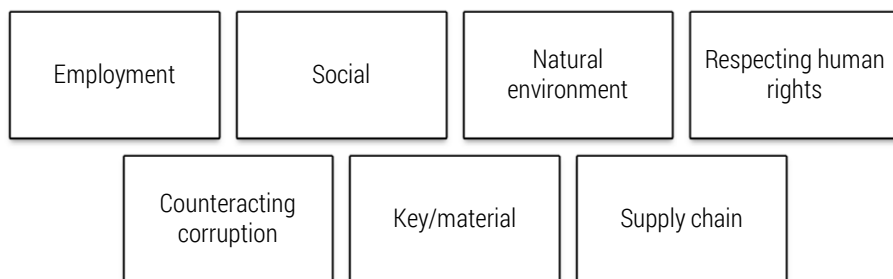 Employment
Social
Natural
environment
Respecting human
rights
Counteracting
corruption
Key/material
Supply chain